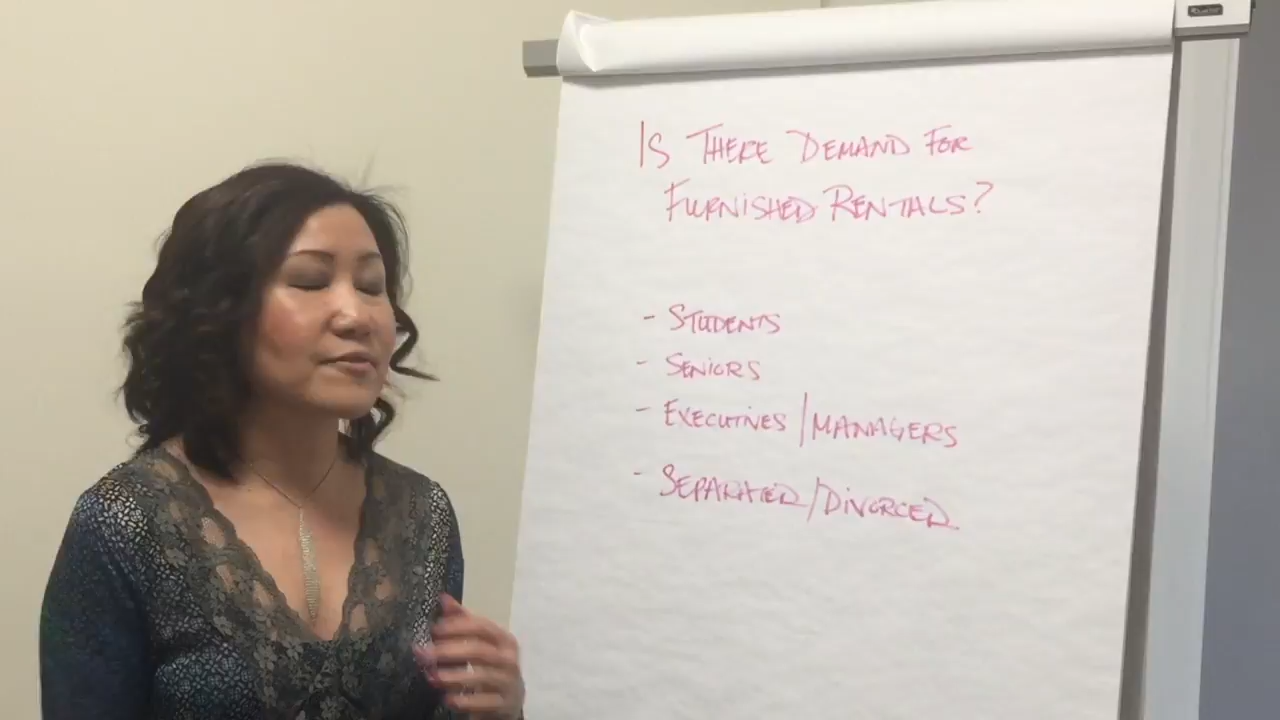 IS THERE DEMAND FOR
FURNISHED RENTALS?
- STUDENTS
- SENIORS
- EXECUTIVES / MANAGERS
- SEPARATED / DIVORCED